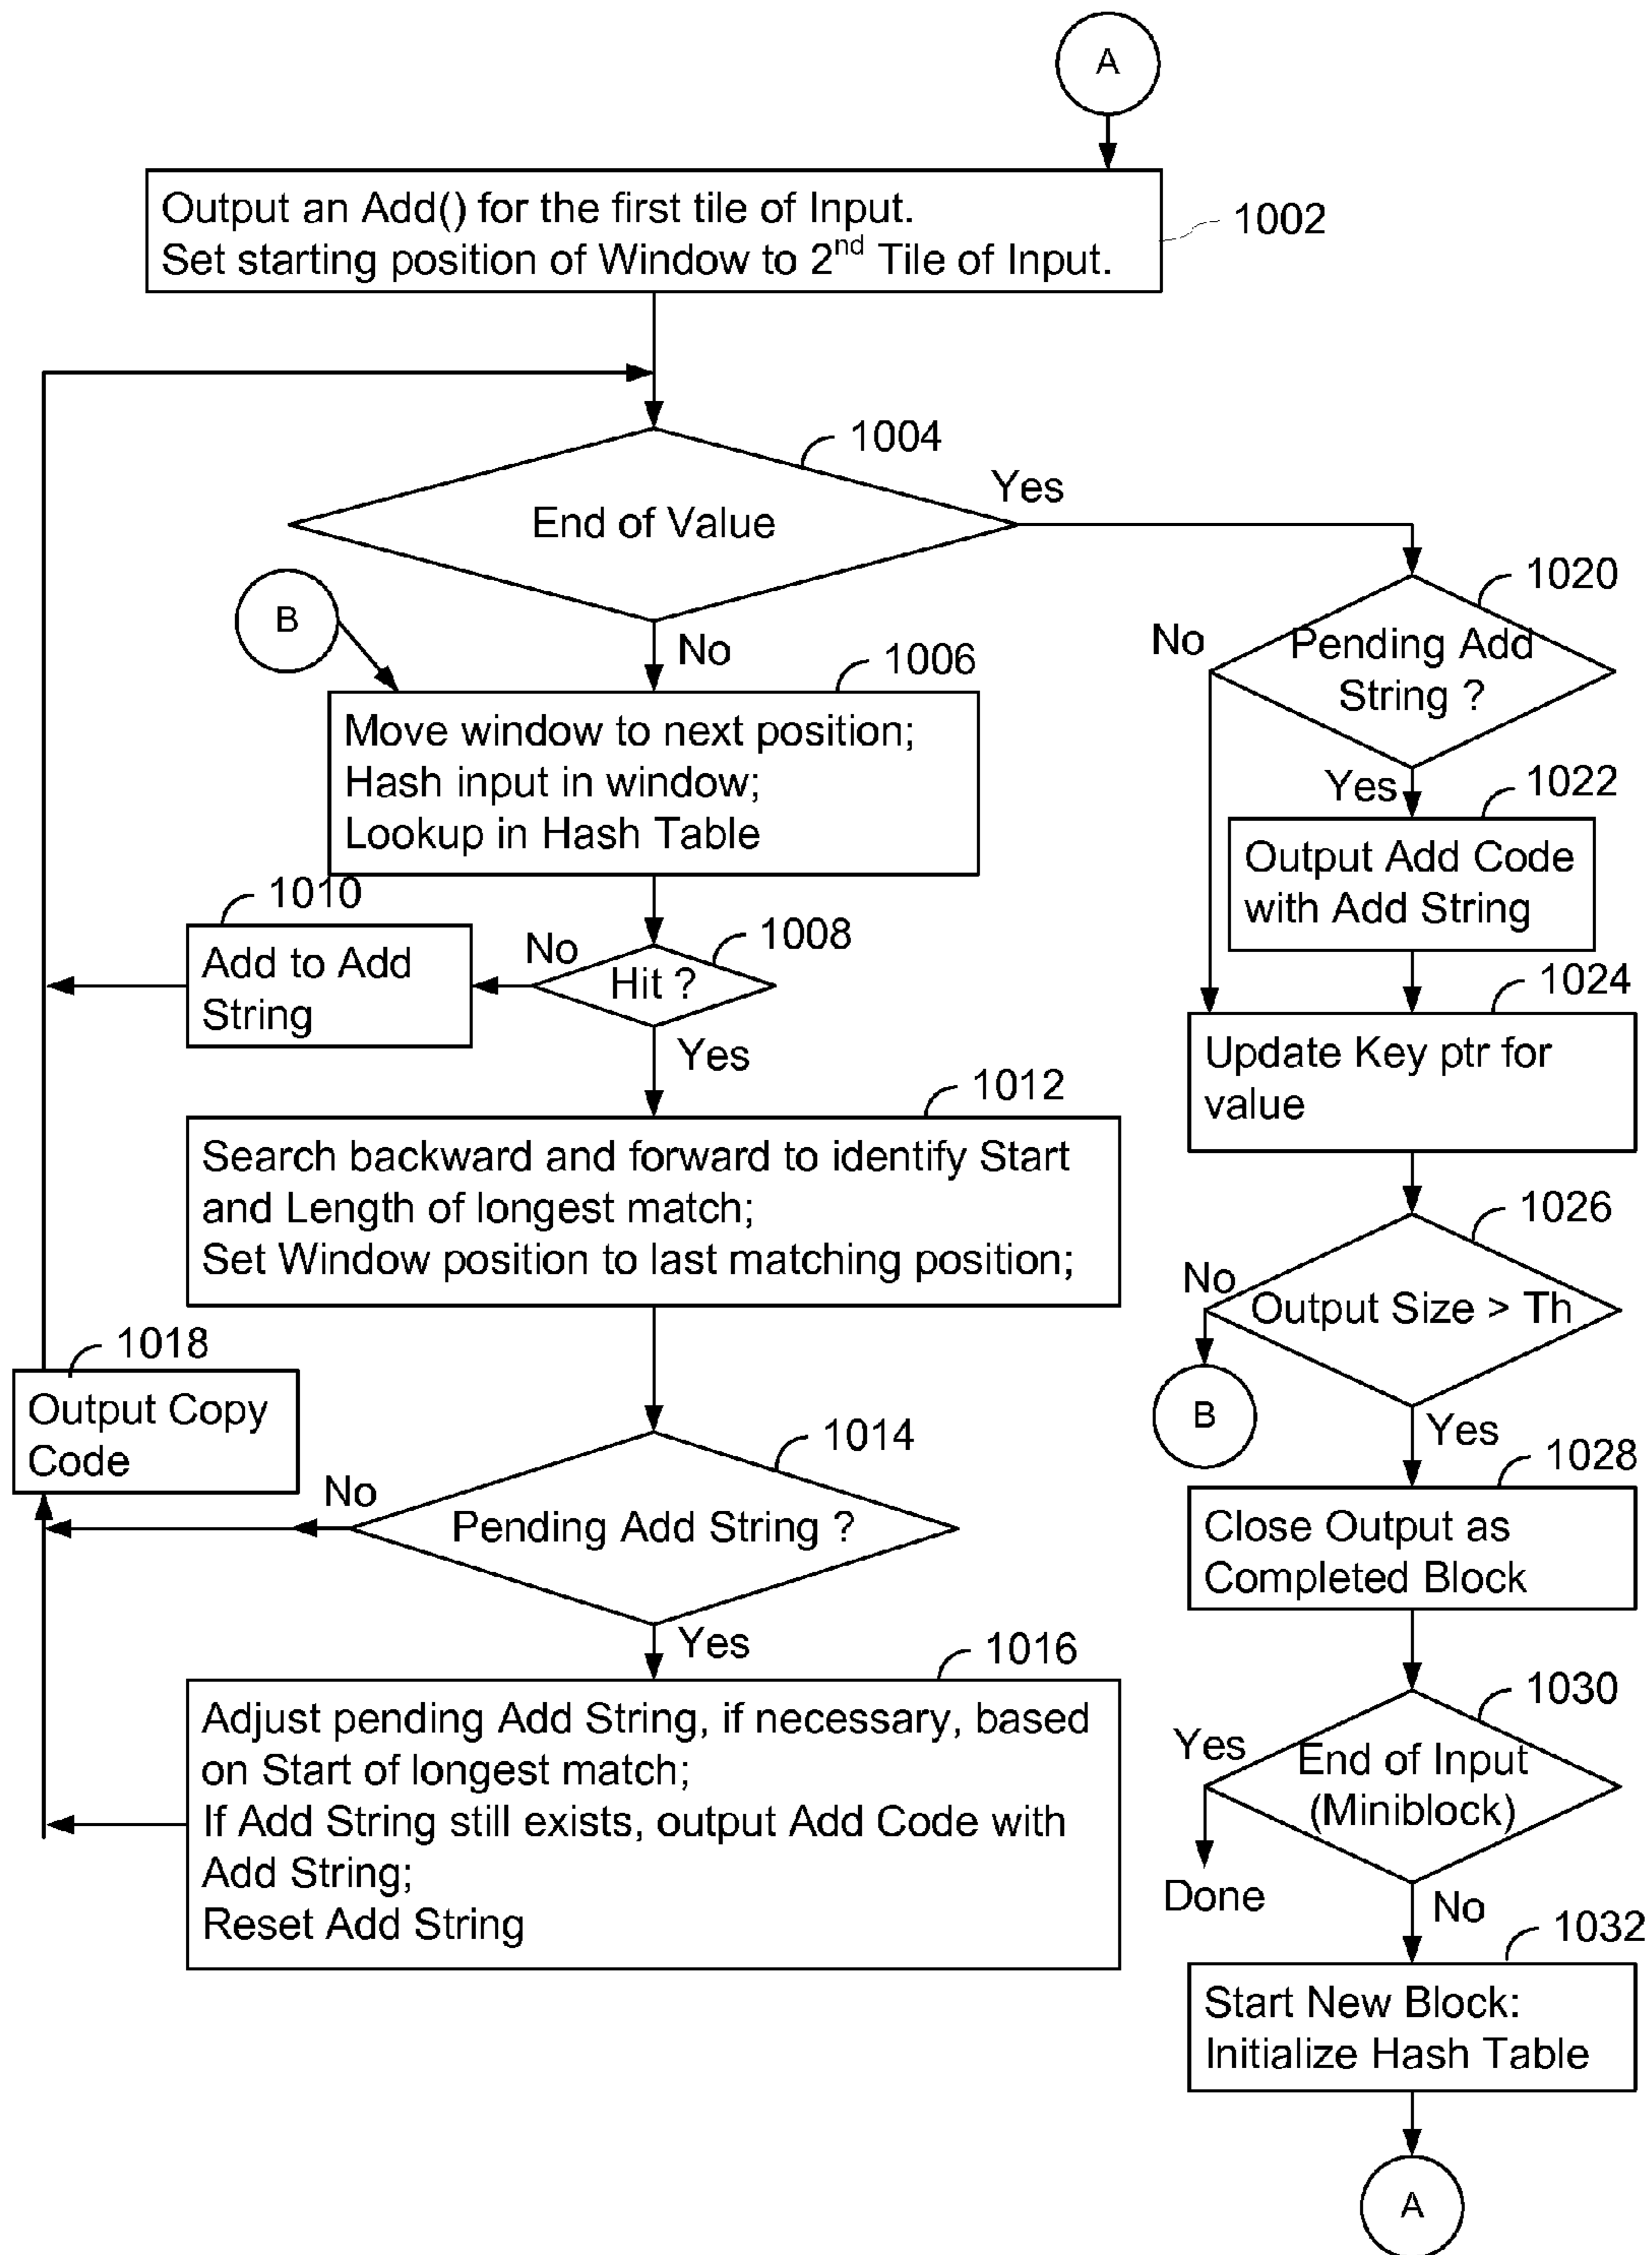 A
Output an Add() for the first tile of Input.
Set starting position of Window to 2nd Tile of Input.
1002
1004
End of Value
Yes
No
B
1006
Move window to next position;
Hash input in window;
Lookup in Hash Table
1010
Add to Add
String
No
1008
Hit ?
Yes
1012
Search backward and forward to identify Start
and Length of longest match;
Set Window position to last matching position;
1018
Output Copy
Code
1014
No
Pending Add String ?
Yes
1016
Adjust pending Add String, if necessary, based
on Start of longest match;
If Add String still exists, output Add Code with
Add String;
Reset Add String
1020
No
Pending Add
String ?
Yes
1022
Output Add Code
with Add String
1024
Update Key ptr for
value
1026
No
Output Size > Th
B
Yes
1028
Close Output as
Completed Block
1030
Yes
End of Input
(Miniblock)
Done
No
1032
Start New Block:
Initialize Hash Table
A